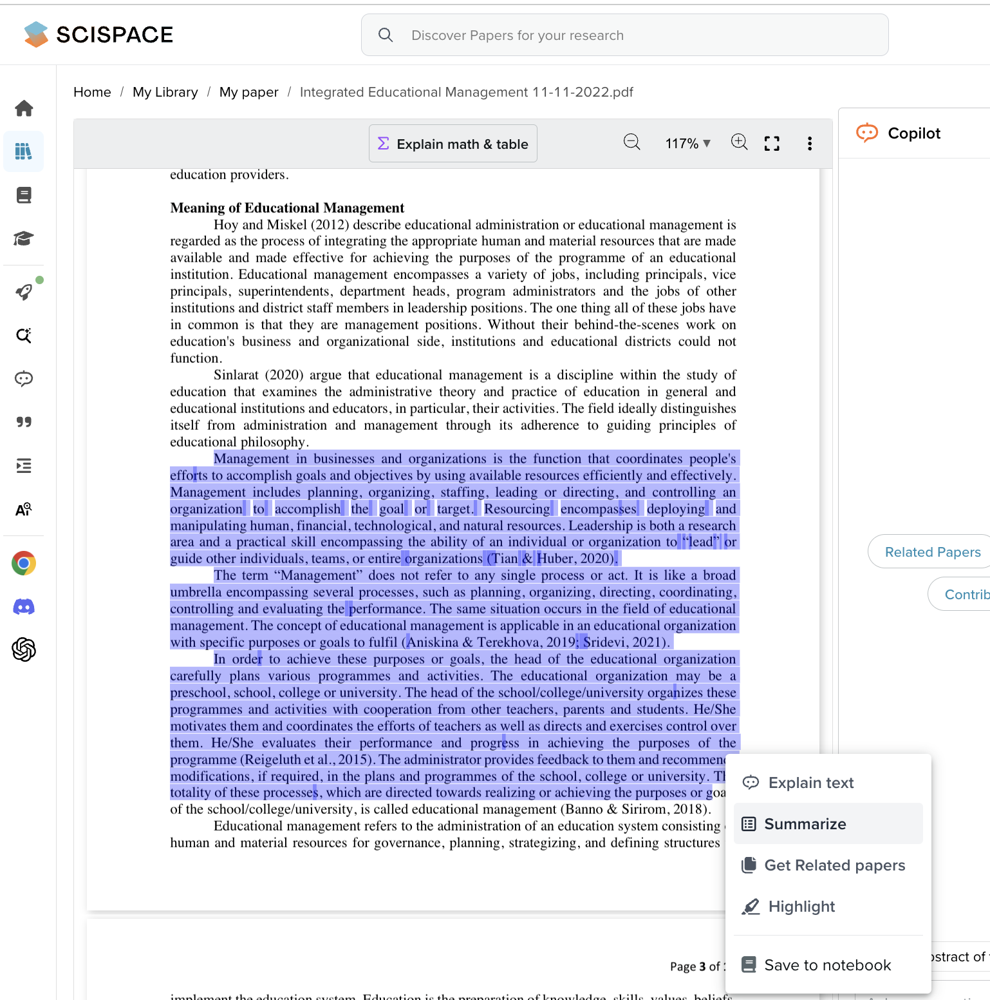 SCISPACE
Discover Papers for your research
Home / My Library / My paper / Integrated Educational Management 11-11-2022.pdf
Σ Explain math & table
117%
Copilot
education providers.
Meaning of Educational Management
Hoy and Miskel (2012) describe educational administration or educational management is
regarded as the process of integrating the appropriate human and material resources that are made
available and made effective for achieving the purposes of the programme of an educational
institution. Educational management encompasses a variety of jobs, including principals, vice
principals, superintendents, department heads, program administrators and the jobs of other
institutions and district staff members in leadership positions. The one thing all of these jobs have
in common is that they are management positions. Without their behind-the-scenes work on
education's business and organizational side, institutions and educational districts could not
function.
Sinlarat (2020) argue that educational management is a discipline within the study of
education that examines the administrative theory and practice of education in general and
educational institutions and educators, in particular, their activities. The field ideally distinguishes
itself from administration and management through its adherence to guiding principles of
educational philosophy.
Management in businesses and organizations is the function that coordinates people's
efforts to accomplish goals and objectives by using available resources efficiently and effectively.
Management includes planning, organizing, staffing, leading or directing, and controlling an
organization to accomplish the goal or target. Resourcing encompasses deploying and
manipulating human, financial, technological, and natural resources. Leadership is both a research
area and a practical skill encompassing the ability of an individual or organization to “lead” or
guide other individuals, teams, or entire organizations (Tian & Huber, 2020).
The term “Management” does not refer to any single process or act. It is like a broad
umbrella encompassing several processes, such as planning, organizing, directing, coordinating,
controlling and evaluating the performance. The same situation occurs in the field of educational
management. The concept of educational management is applicable in an educational organization
with specific purposes or goals to fulfil (Aniskina & Terekhova, 2019; Sridevi, 2021).
In order to achieve these purposes or goals, the head of the educational organization
carefully plans various programmes and activities. The educational organization may be a
preschool, school, college or university. The head of the school/college/university organizes these
programmes and activities with cooperation from other teachers, parents and students. He/She
motivates them and coordinates the efforts of teachers as well as directs and exercises control over
them. He/She evaluates their performance and progress in achieving the purposes of the
programme (Reigeluth et al., 2015). The administrator provides feedback to them and recommend
modifications, if required, in the plans and programmes of the school, college or university. Th
totality of these processes, which are directed towards realizing or achieving the purposes or goa
of the school/college/university, is called educational management (Banno & Sirirom, 2018).
Educational management refers to the administration of an education system consisting
human and material resources for governance, planning, strategizing, and defining structures
Related Papers
Contrib
Explain text
Summarize
Get Related papers
Highlight
Save to notebook
bstract of
Page 3 of
implement the education system. Education is the preparation of knowledge, skills, values, beliefs,